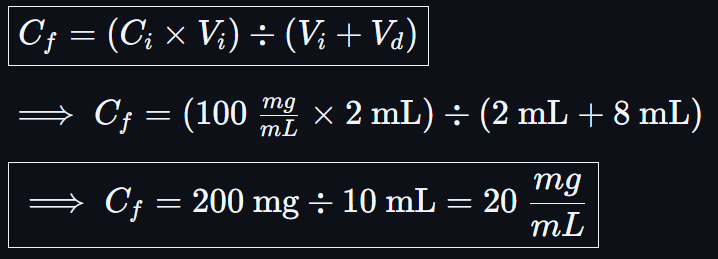 C_f = (C_i × V_i) ÷ (V_i + V_d)
⟹ C_f = (100 mg/mL × 2 mL) ÷ (2 mL + 8 mL)
⟹ C_f = 200 mg ÷ 10 mL = 20 mg/mL